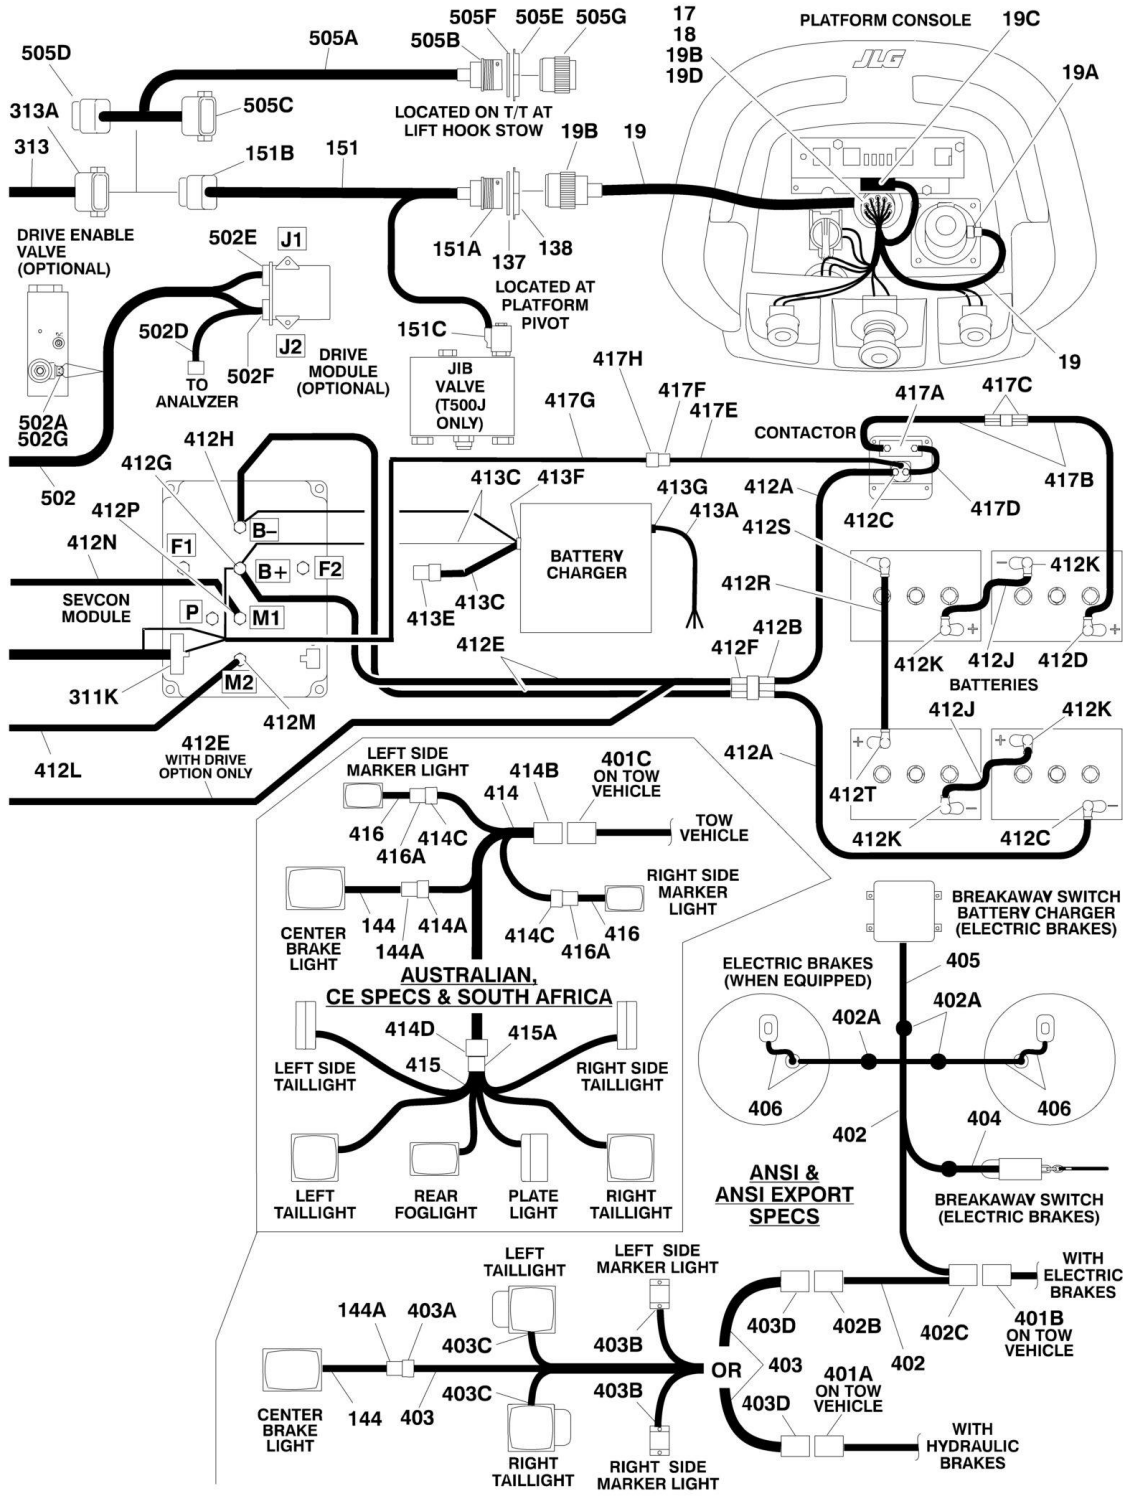 505F 505E 505G
17
18
19B
19D
PLATFORM CONSOLE
19C
JLG
19A
505D
505A
505B
313A
505C
LOCATED ON T/T AT
LIFT HOOK STOW
313
151B
151
19B
19
DRIVE ENABLE
VALVE
(OPTIONAL)
502E
J1
151A
137
138
LOCATED AT
PLATFORM
PIVOT
502D
J2
502F
DRIVE
MODULE
(OPTIONAL)
TO
ANALYZER
151C
JIB
VALVE
(T500J
ONLY)
19
502A
502G
417H
417F
417G
417E
417A
417C
CONTACTOR
417B
417D
412H
412G
502
413C
413F
413G
413A
412A
412C
412P
412S
412N
B–
F1
B+
F2
BATTERY
CHARGER
412K
412R
– +
SEVCON
MODULE
P
M1
413E
413C
412F
412B
412E
412K
412J
412D
BATTERIES
311K
M2
412M
412J
412K
412L
412E
WITH DRIVE
OPTION ONLY
412A
+ +
412T
412K
– –
412C
LEFT SIDE
MARKER LIGHT
414B
414
401C
ON TOW
VEHICLE
416
416A
414C
TOW
VEHICLE
RIGHT SIDE
MARKER
LIGHT
144
144A
414A
414C
416A
416
CENTER
BRAKE
LIGHT
AUSTRALIAN,
CE SPECS & SOUTH AFRICA
BREAKAWAY SWITCH
BATTERY CHARGER
(ELECTRIC BRAKES)
ELECTRIC BRAKES
(WHEN EQUIPPED)
405
402A
402A
414D
415A
415
LEFT SIDE
TAILLIGHT
RIGHT SIDE
TAILLIGHT
406
406
402
404
LEFT
TAILLIGHT
REAR
FOGLIGHT
PLATE
LIGHT
RIGHT
TAILLIGHT
ANSI &
ANSI EXPORT
SPECS
BREAKAWAY SWITCH
(ELECTRIC BRAKES)
LEFT
TAILLIGHT
LEFT SIDE
MARKER LIGHT
WITH
ELECTRIC
BRAKES
144A
403A
403C
403B
403D
402B
402
402C
401B
ON TOW
VEHICLE
OR
403
144
403
403C
403B
403D
401A
ON TOW
VEHICLE
CENTER
BRAKE
LIGHT
RIGHT
TAILLIGHT
RIGHT SIDE
MARKER LIGHT
WITH
HYDRAULIC
BRAKES